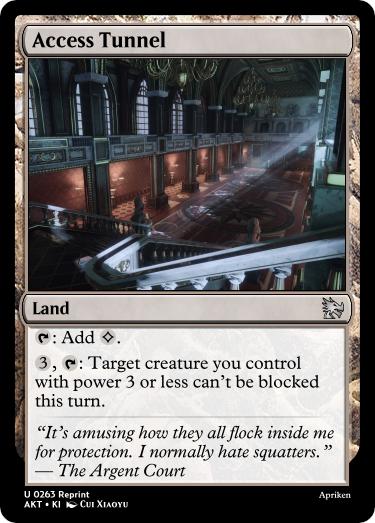 Access Tunnel
Land
: Add .
3, : Target creature you control
with power 3 or less can't be blocked
this turn.
“It's amusing how they all flock inside me
for protection. I normally hate squatters.”
— The Argent Court
U 0263 Reprint
AKT • KI Cui Xiaoyu
Apriken